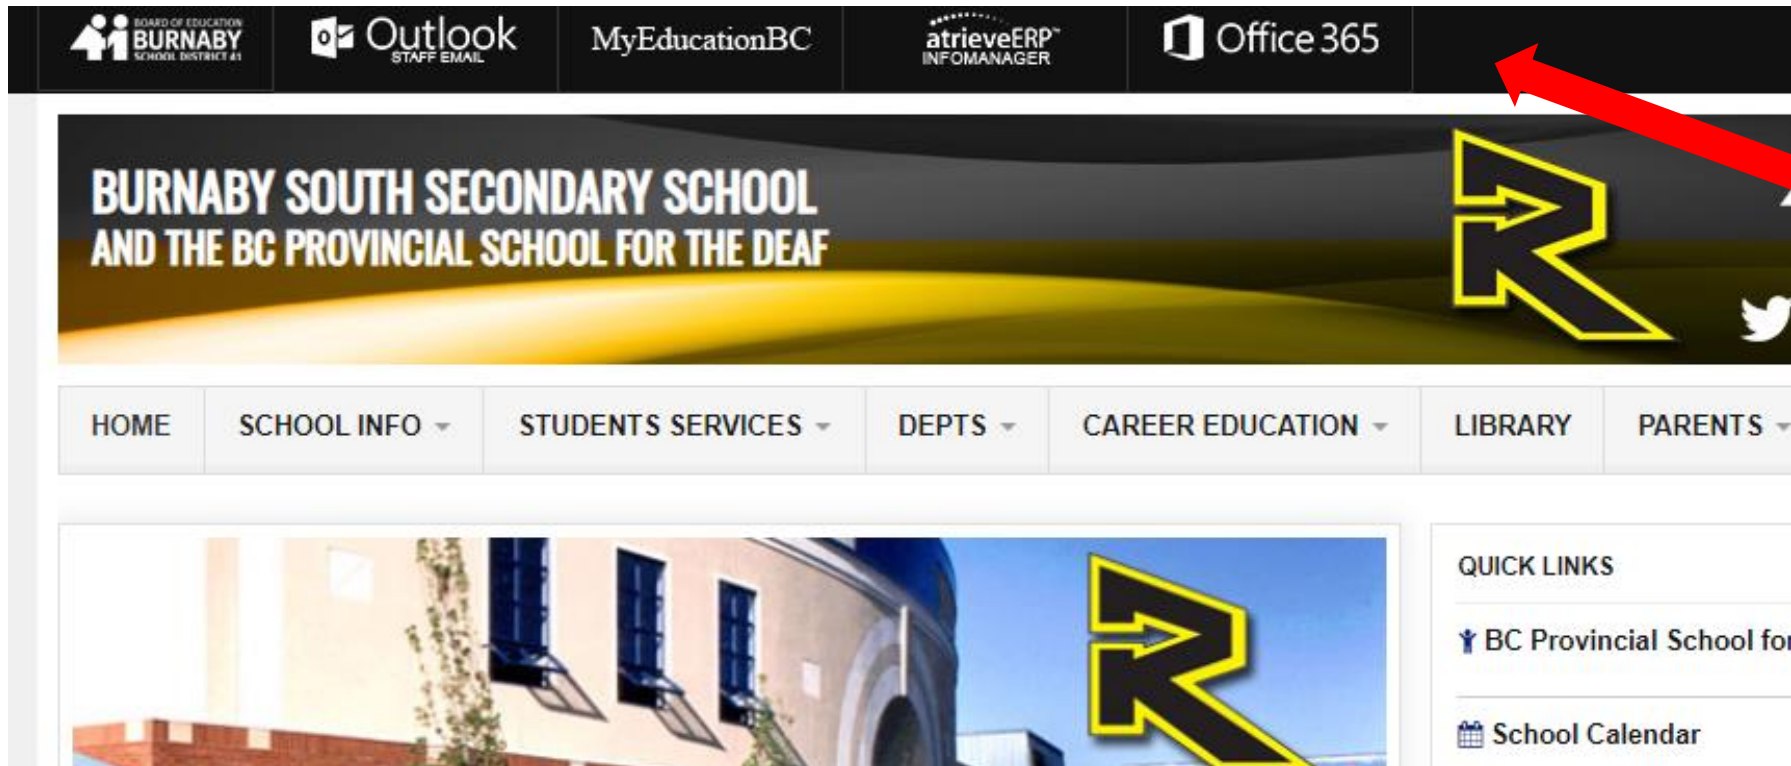 BOARD OF EDUCATION
BURNABY
SCHOOL DISTRICT 41
Outlook
STAFF EMAIL
MyEducationBC
atrieveERP™
INFOMANAGER
Office 365
BURNABY SOUTH SECONDARY SCHOOL
AND THE BC PROVINCIAL SCHOOL FOR THE DEAF
R
HOME
SCHOOL INFO
STUDENTS SERVICES
DEPTS
CAREER EDUCATION
LIBRARY
PARENTS
R
QUICK LINKS
BC Provincial School for
School Calendar